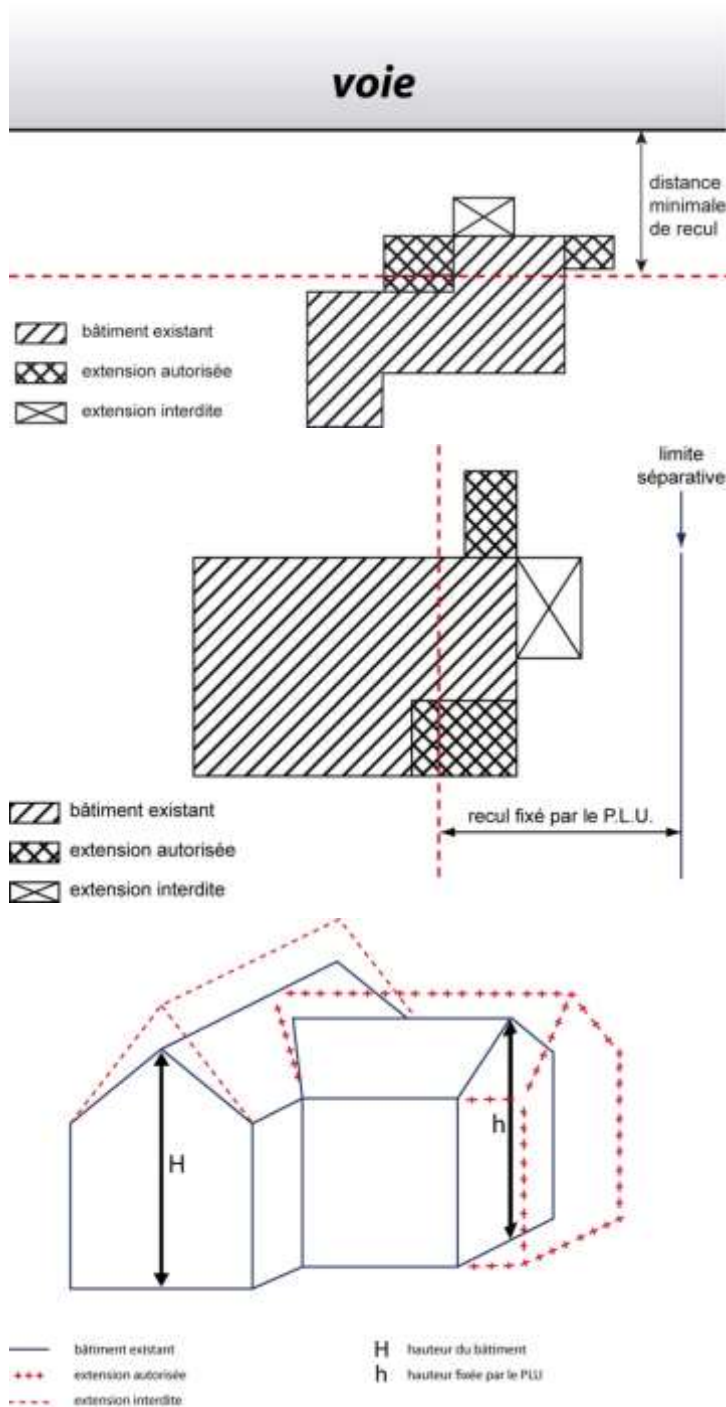 voie
distance
minimale
de recul
bâtiment existant
extension autorisée
extension interdite
limite
séparative
bâtiment existant
recul fixé par le P.L.U.
extension autorisée
extension interdite
H
h
bâtiment existant
H hauteur du bâtiment
extension autorisée
h hauteur fixée par le PLU
extension interdite